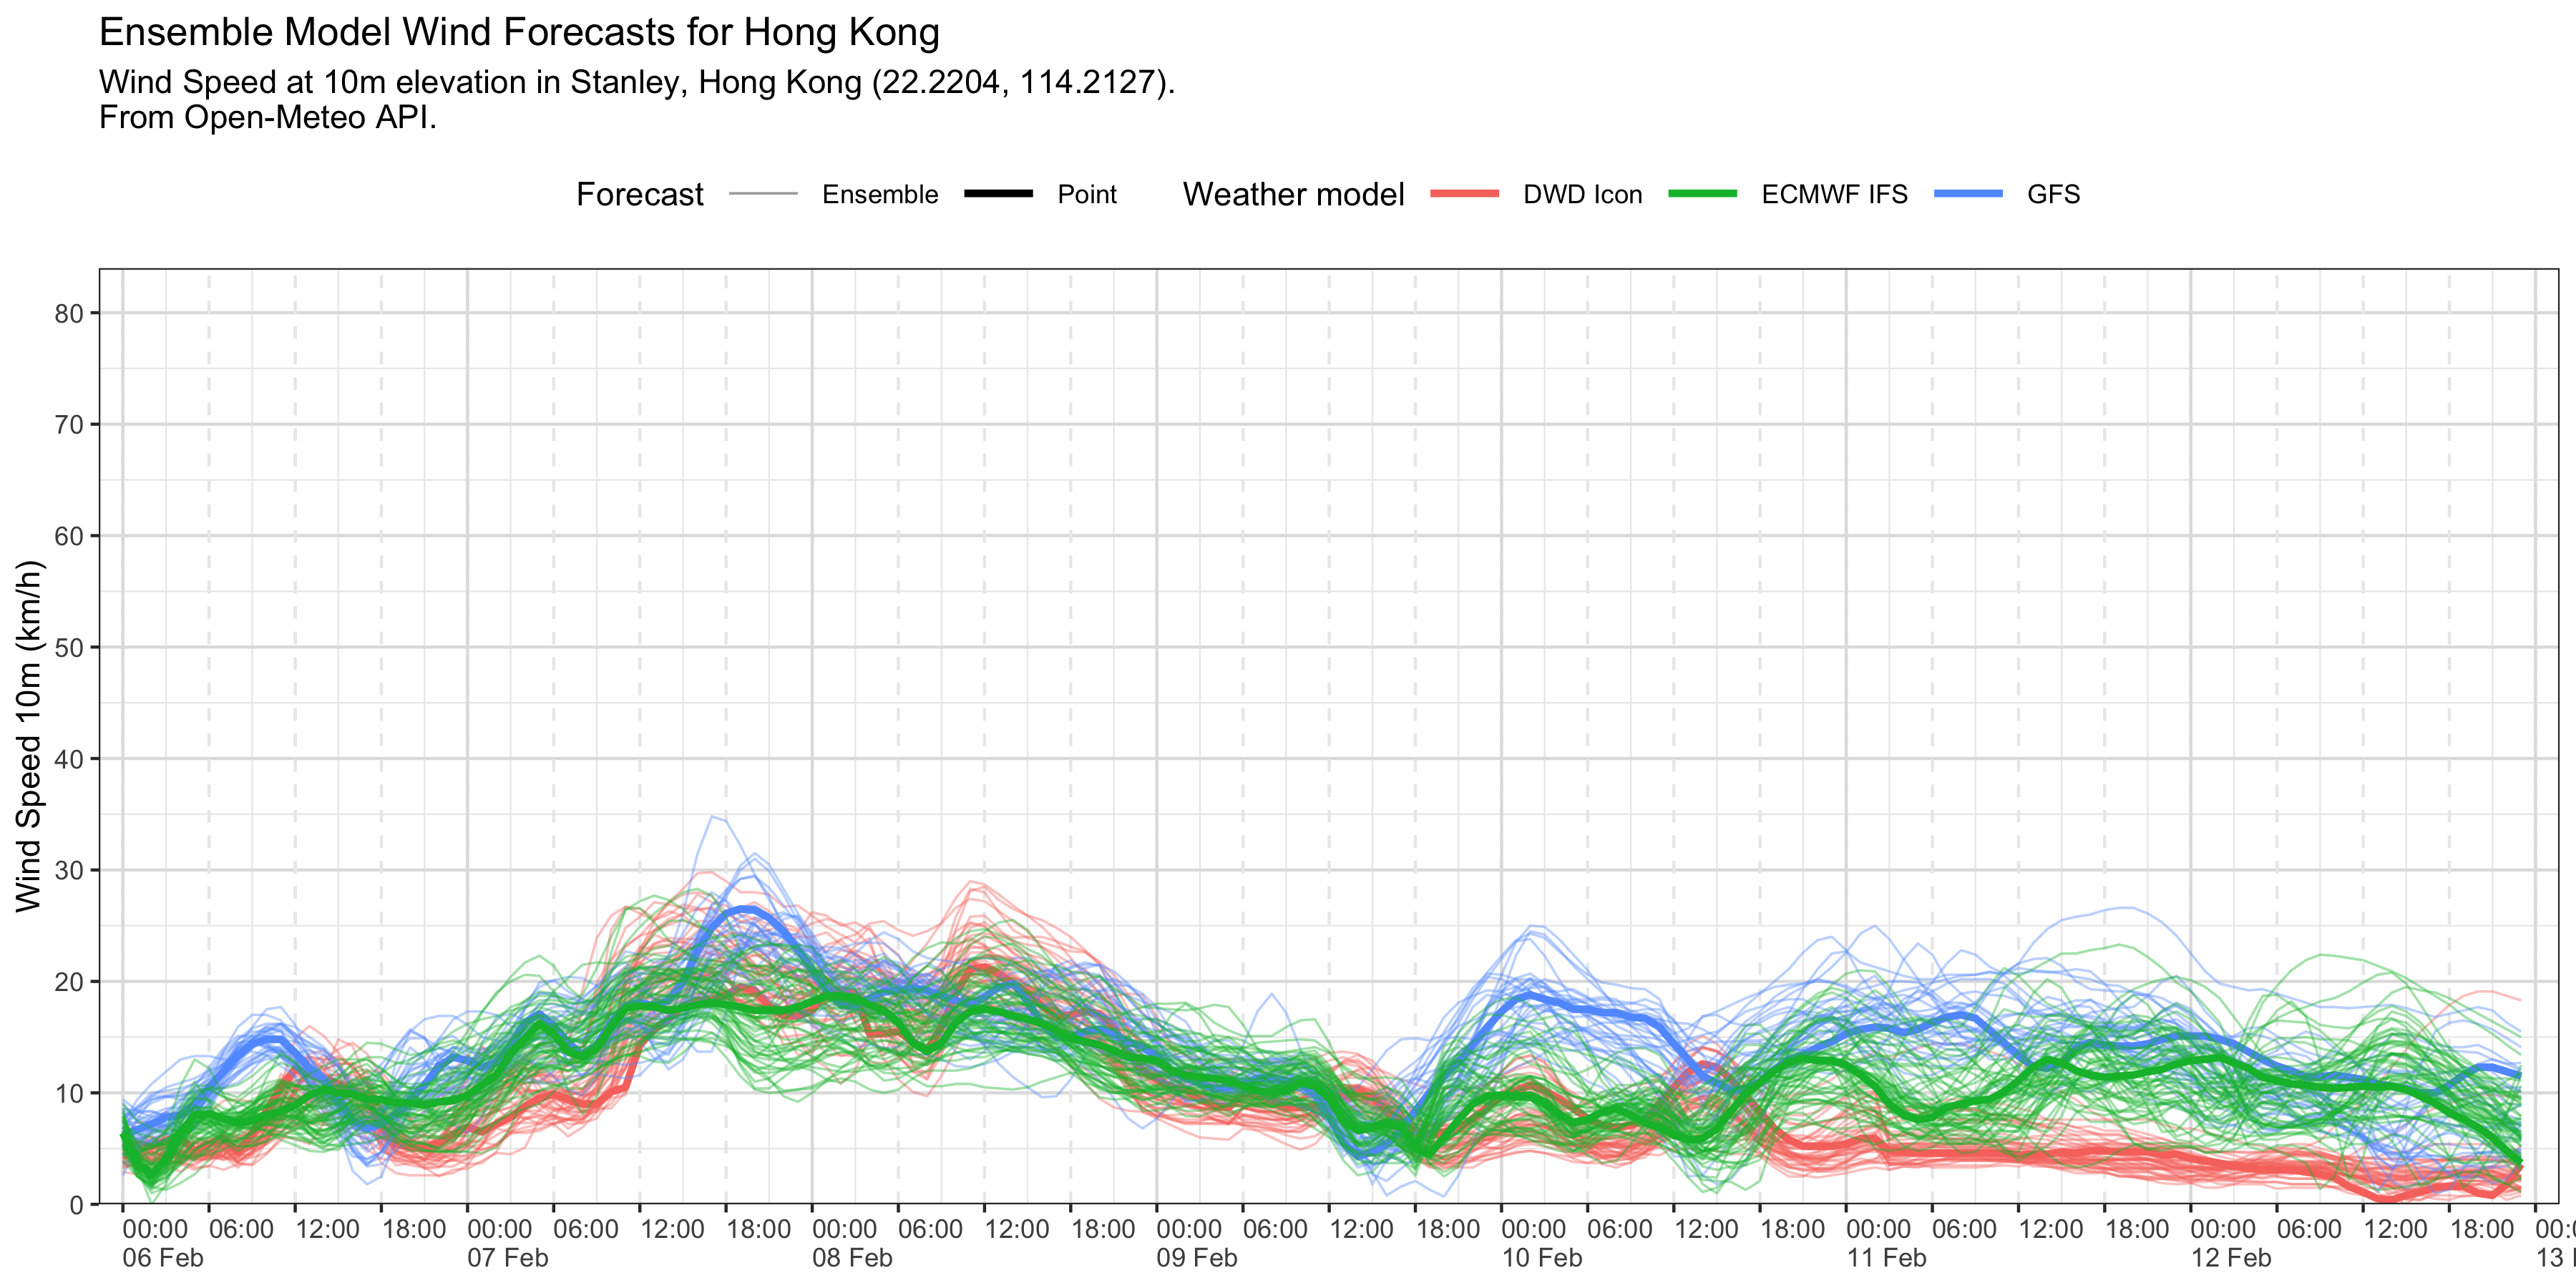 Ensemble Model Wind Forecasts for Hong Kong
Wind Speed at 10m elevation in Stanley, Hong Kong (22.2204, 114.2127).
From Open-Meteo API.
Forecast Ensemble Point Weather model DWD Icon ECMWF IFS GFS
Wind Speed 10m (km/h)
80
70
60
50
40
30
20
10
0
00:00 06:00 12:00 18:00 00:00 06:00 12:00 18:00 00:00 06:00 12:00 18:00 00:00 06:00 12:00 18:00 00:00 06:00 12:00 18:00 00:00 06:00 12:00 18:00 00:00 06:00 12:00 18:00 00:
06 Feb 07 Feb 08 Feb 09 Feb 10 Feb 11 Feb 12 Feb 13